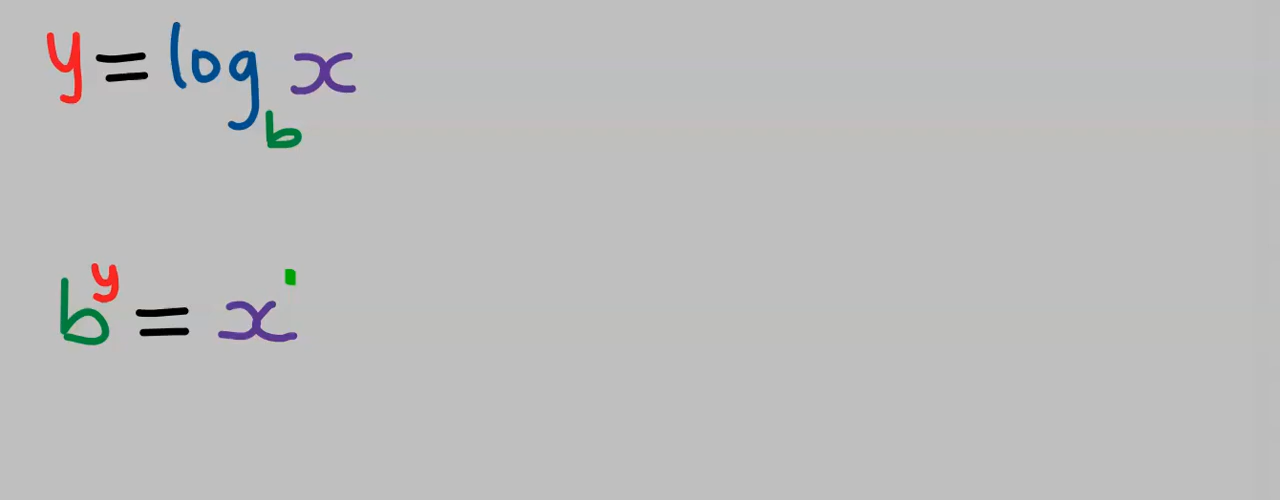 y = log_b x
b^y = x